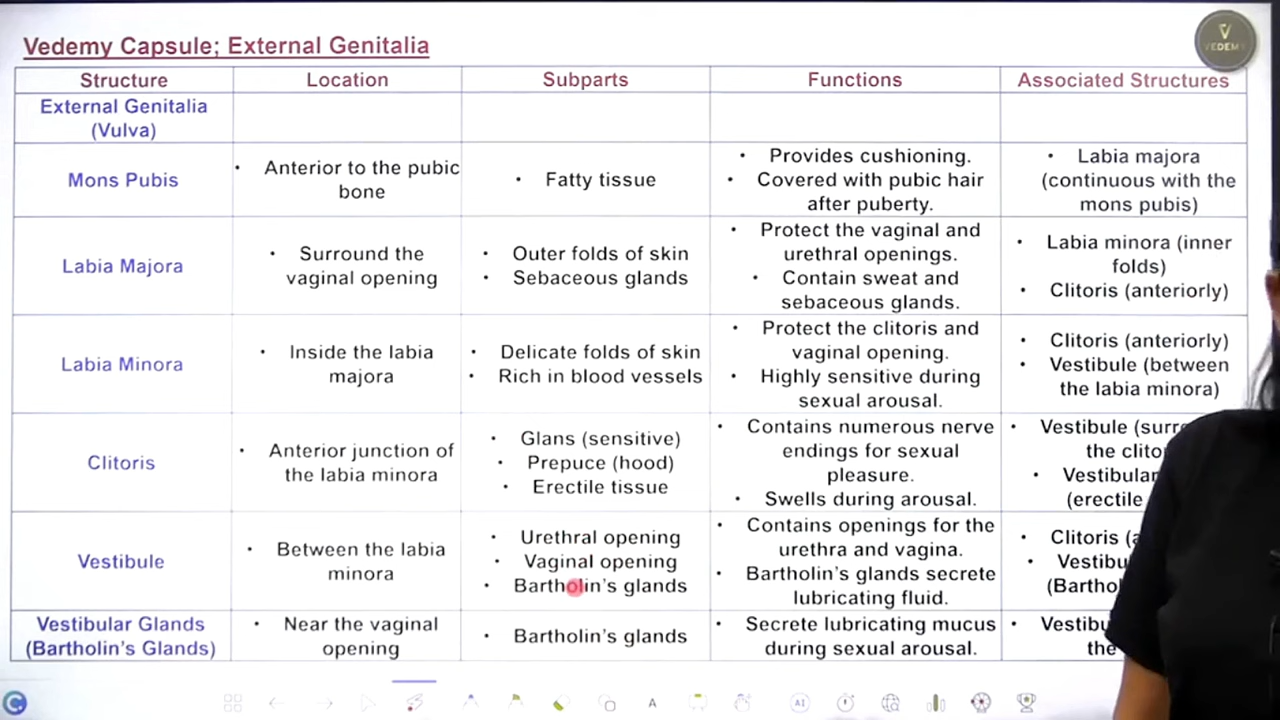 Vedemy Capsule; External Genitalia
V
VEDEMY
Structure
Location
Subparts
Functions
Associated Structures
External Genitalia
(Vulva)
Mons Pubis
• Anterior to the pubic
bone
• Fatty tissue
• Provides cushioning.
• Covered with pubic hair
after puberty.
• Labia majora
(continuous with the
mons pubis)
Labia Majora
• Surround the
vaginal opening
• Outer folds of skin
• Sebaceous glands
• Protect the vaginal and
urethral openings.
• Contain sweat and
sebaceous glands.
• Labia minora (inner
folds)
• Clitoris (anteriorly)
Labia Minora
• Inside the labia
majora
• Delicate folds of skin
• Rich in blood vessels
• Protect the clitoris and
vaginal opening.
• Highly sensitive during
sexual arousal.
• Clitoris (anteriorly)
• Vestibule (between
the labia minora)
Clitoris
• Anterior junction of
the labia minora
• Glans (sensitive)
• Prepuce (hood)
• Erectile tissue
• Contains numerous nerve
endings for sexual
pleasure.
• Swells during arousal.
• Vestibule
the
• Vestibular
(erectile
Vestibule
• Between the labia
minora
• Urethral opening
• Vaginal opening
• Bartholin's glands
• Contains openings for the
urethra and vagina.
• Bartholin's glands secrete
lubricating fluid.
• Clitoris
Vestibular Glands
(Bartholin's Glands)
• Near the vaginal
opening
• Bartholin's glands
• Secrete lubricating mucus
during sexual arousal.
• the
A
AI